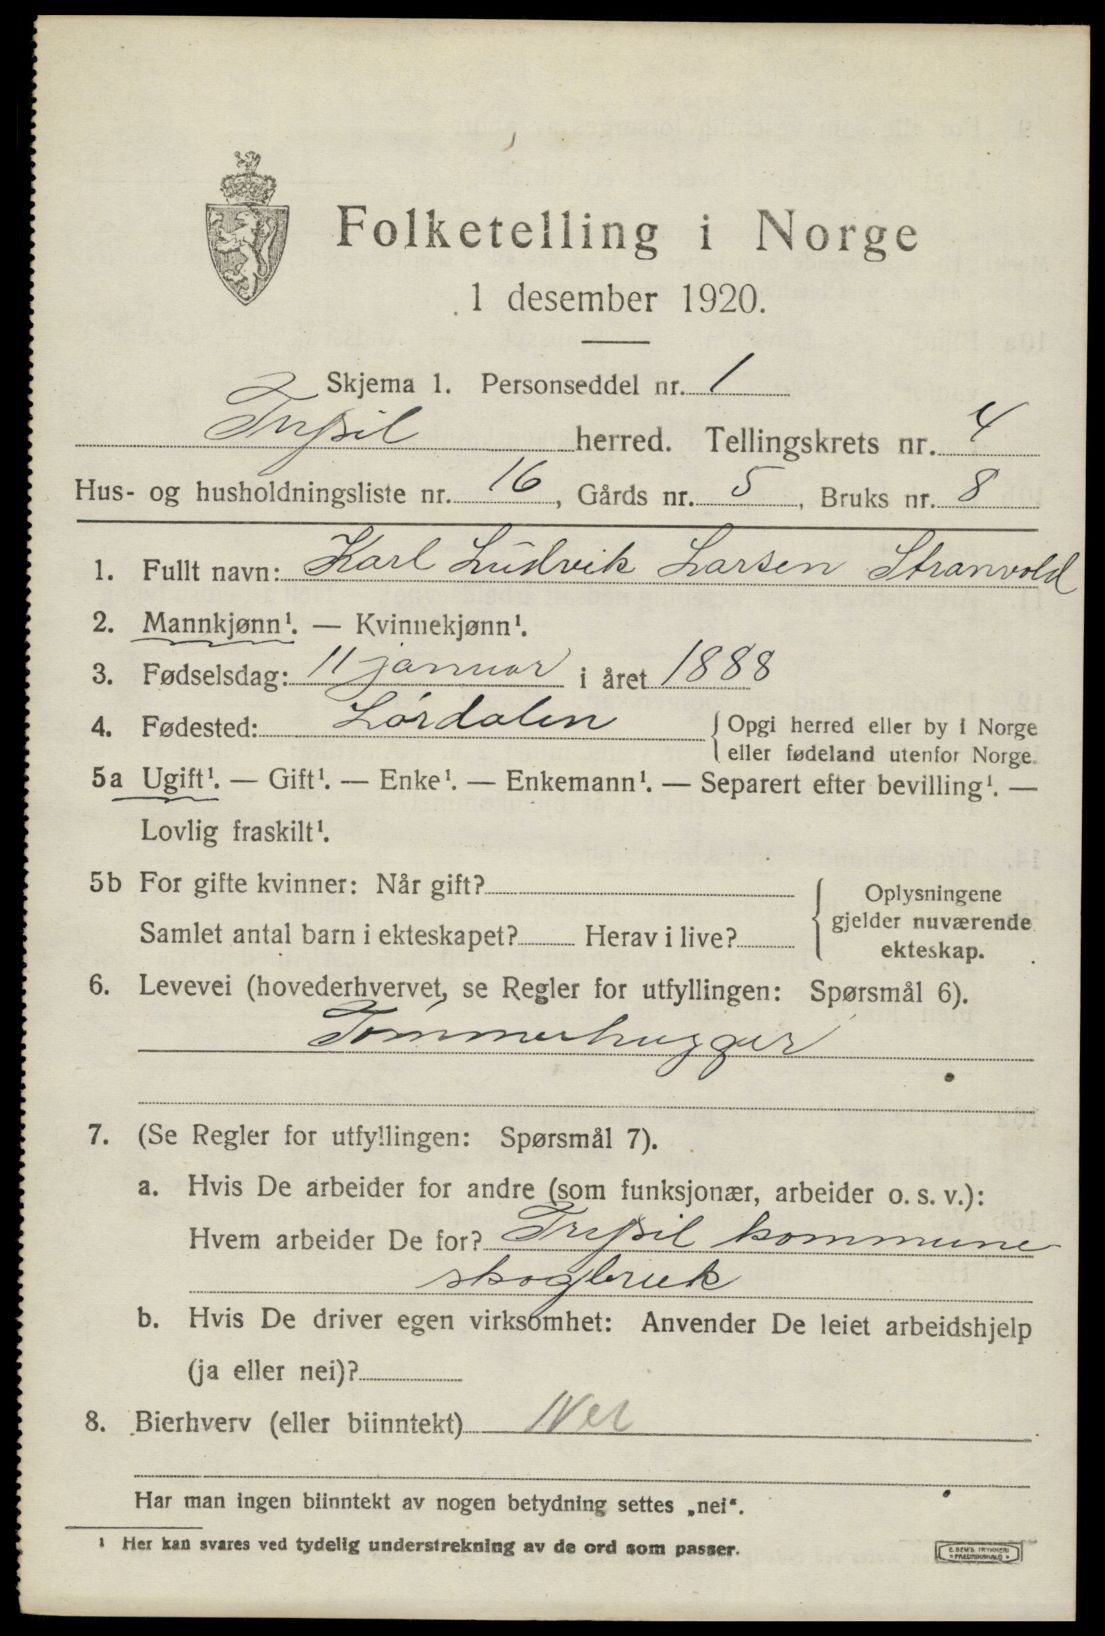 Folketelling i Norge
1 desember 1920.
Skjema 1. Personseddel nr. 1
Trysil herred. Tellingskrets nr. 4
Hus- og husholdningsliste nr. 16, Gårds nr. 5, Bruks nr. 8
1. Fullt navn: Karl Ludvik Larsen Stranvold
2. Mannkjønn¹. — Kvinnekjønn¹.
3. Fødselsdag: 11 januar i året 1888
4. Fødested: Lördalen { Opgi herred eller by i Norge
eller fødeland utenfor Norge.
5a Ugift¹. — Gift¹. — Enke¹. — Enkemann¹. — Separert efter bevilling¹. —
Lovlig fraskilt¹.
5b For gifte kvinner: Når gift?
Samlet antal barn i ekteskapet? Herav i live?
{ Oplysningene
gjelder nuværende
ekteskap.
6. Levevei (hovederhvervet, se Regler for utfyllingen: Spørsmål 6).
Tömmerhugger
7. (Se Regler for utfyllingen: Spørsmål 7).
a. Hvis De arbeider for andre (som funksjonær, arbeider o. s. v.):
Hvem arbeider De for? Trysil kommune
skogbruk
b. Hvis De driver egen virksomhet: Anvender De leiet arbeidshjelp
(ja eller nei)?
8. Bierhverv (eller biinntekt) Nei
Har man ingen biinntekt av nogen betydning settes „nei“.
¹ Her kan svares ved tydelig understrekning av de ord som passer.
E. SEM'S TRYKKERI
FREDRIKSHALD